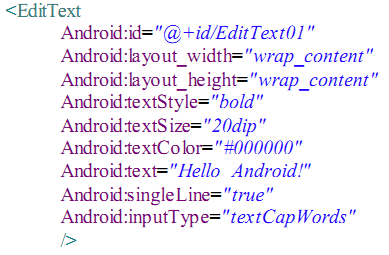 <EditText
Android:id="@+id/EditText01"
Android:layout_width="wrap_content"
Android:layout_height="wrap_content"
Android:textStyle="bold"
Android:textSize="20dip"
Android:textColor="#000000"
Android:text="Hello Android!"
Android:singleLine="true"
Android:inputType="textCapWords"
/>